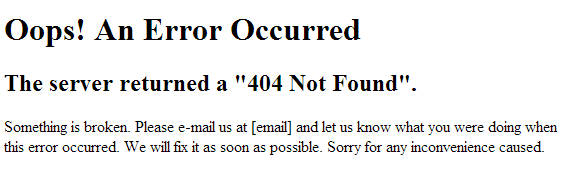 Oops! An Error Occurred
The server returned a "404 Not Found".
Something is broken. Please e-mail us at [email] and let us know what you were doing when
this error occurred. We will fix it as soon as possible. Sorry for any inconvenience caused.